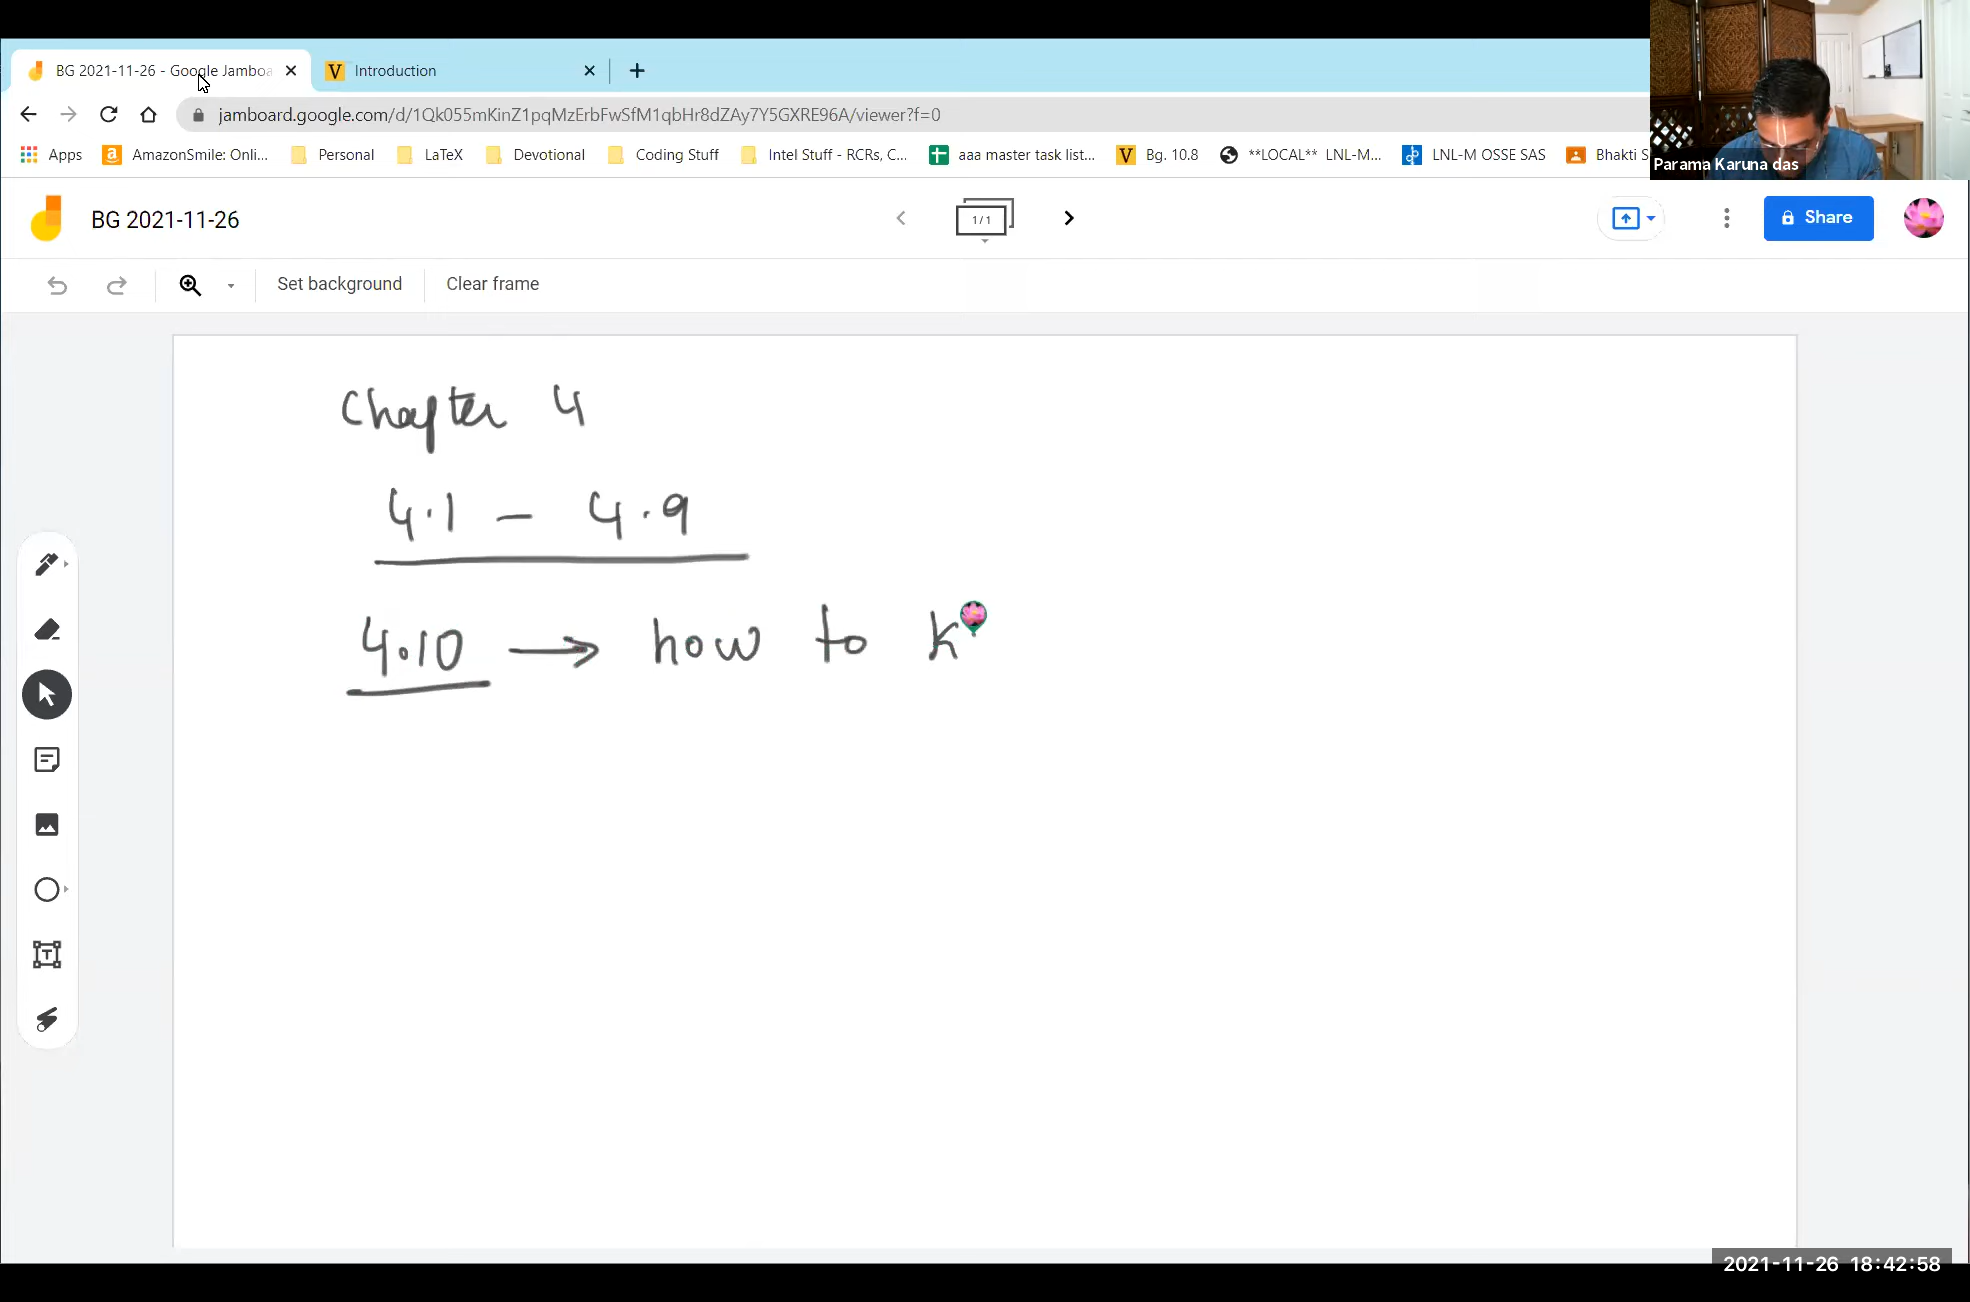 BG 2021-11-26 - Google Jamboa
Introduction
jamboard.google.com/d/1Qk055mKinZ1pqMzErbFwSfM1qbHr8dZAy7Y5GXRE96A/viewer?f=0
Apps AmazonSmile: Onli... Personal LaTeX Devotional Coding Stuff Intel Stuff - RCRs, C... aaa master task list... Bg. 10.8 **LOCAL** LNL-M... LNL-M OSSE SAS Bhakti S
Parama Karuna das
BG 2021-11-26
1/1
Share
Set background Clear frame
Chapter 4
4.1 - 4.9
4.10 → how to K
2021-11-26 18:42:58